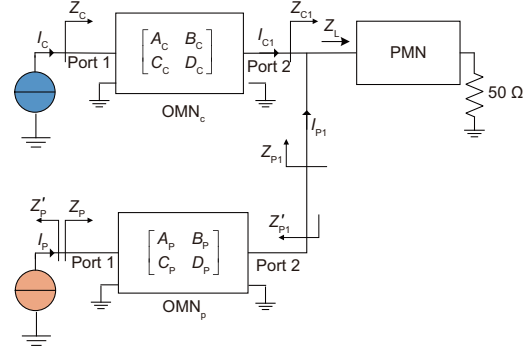 Z_C
I_C
Port 1
A_C B_C
C_C D_C
OMN_c
I_C1
Port 2
Z_C1
Z_L
PMN
50 Ω
I_P1
Z_P1
Z′_P1
Z′_P
Z_P
I_P
Port 1
A_P B_P
C_P D_P
OMN_p
Port 2